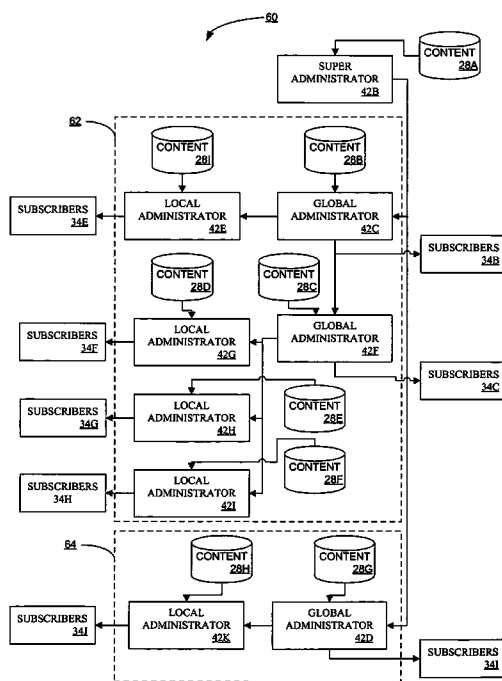 60
CONTENT
28A
SUPER
ADMINISTRATOR
42B
62
CONTENT
28I
CONTENT
28B
SUBSCRIBERS
34E
LOCAL
ADMINISTRATOR
42E
GLOBAL
ADMINISTRATOR
42C
SUBSCRIBERS
34B
CONTENT
28D
CONTENT
28C
SUBSCRIBERS
34F
LOCAL
ADMINISTRATOR
42G
GLOBAL
ADMINISTRATOR
42F
SUBSCRIBERS
34C
SUBSCRIBERS
34G
LOCAL
ADMINISTRATOR
42H
CONTENT
28E
SUBSCRIBERS
34H
LOCAL
ADMINISTRATOR
42I
CONTENT
28F
64
CONTENT
28H
CONTENT
28G
SUBSCRIBERS
34J
LOCAL
ADMINISTRATOR
42K
GLOBAL
ADMINISTRATOR
42D
SUBSCRIBERS
34I